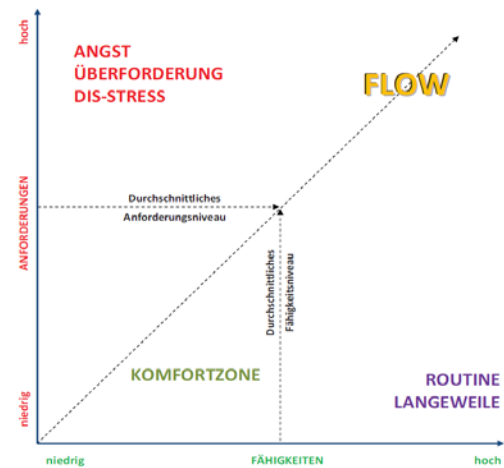 hoch
ANGST
ÜBERFORDERUNG
DIS-STRESS
FLOW
ANFORDERUNGEN
Durchschnittliches
Anforderungsniveau
Durchschnittliches
Fähigkeitsniveau
KOMFORTZONE
ROUTINE
LANGEWEILE
niedrig
niedrig
FÄHIGKEITEN
hoch